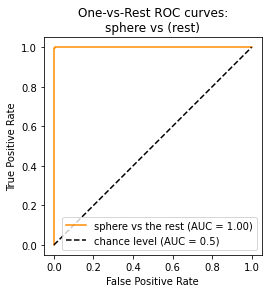 One-vs-Rest ROC curves:
sphere vs (rest)
1.0
0.8
0.6
0.4
0.2
0.0
True Positive Rate
sphere vs the rest (AUC = 1.00)
chance level (AUC = 0.5)
0.0 0.2 0.4 0.6 0.8 1.0
False Positive Rate